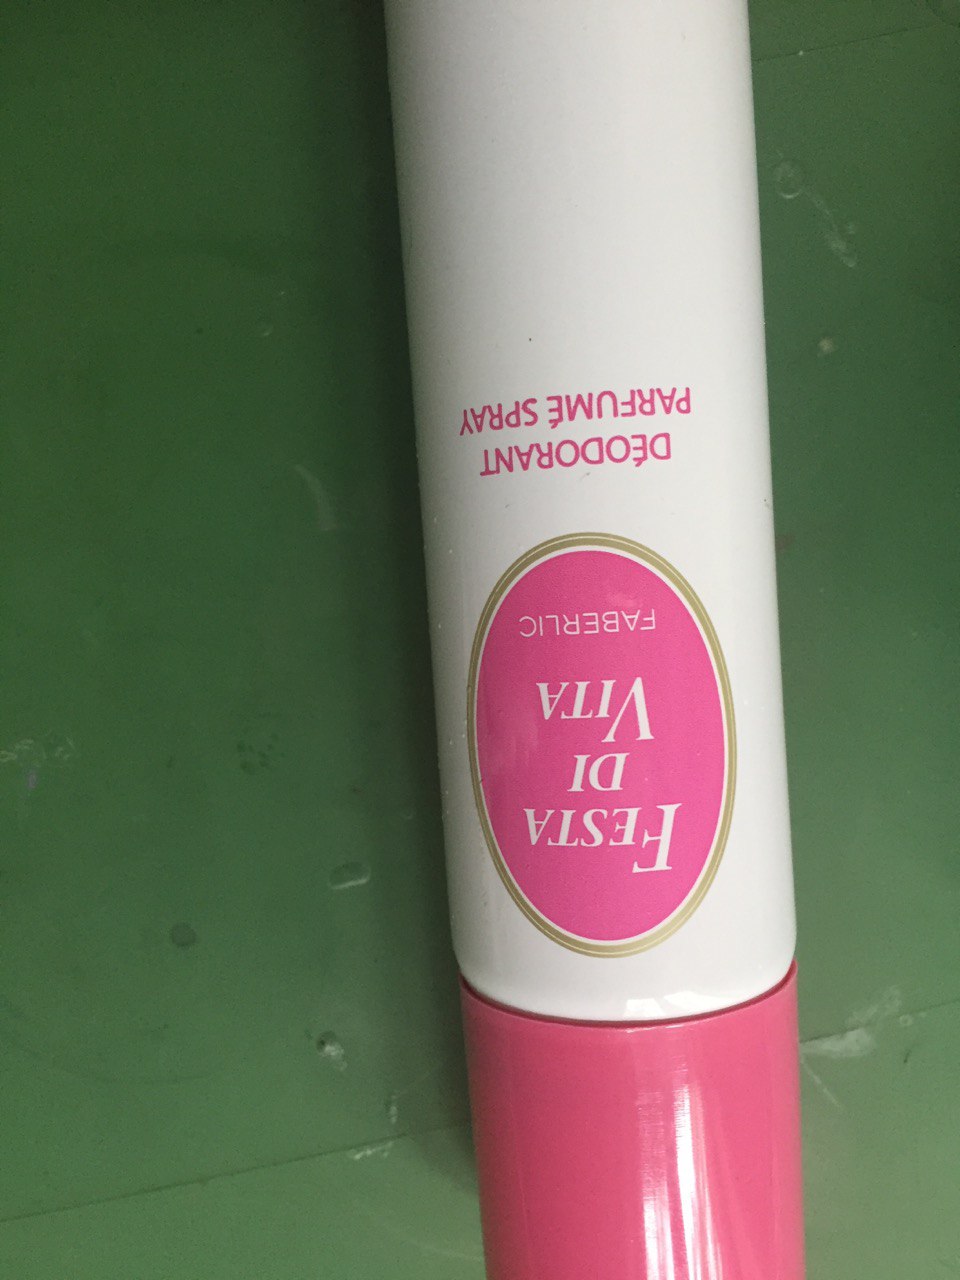 FESTA
DI
VITA
FABERLIC
DÉODORANT
PARFUMÉ SPRAY